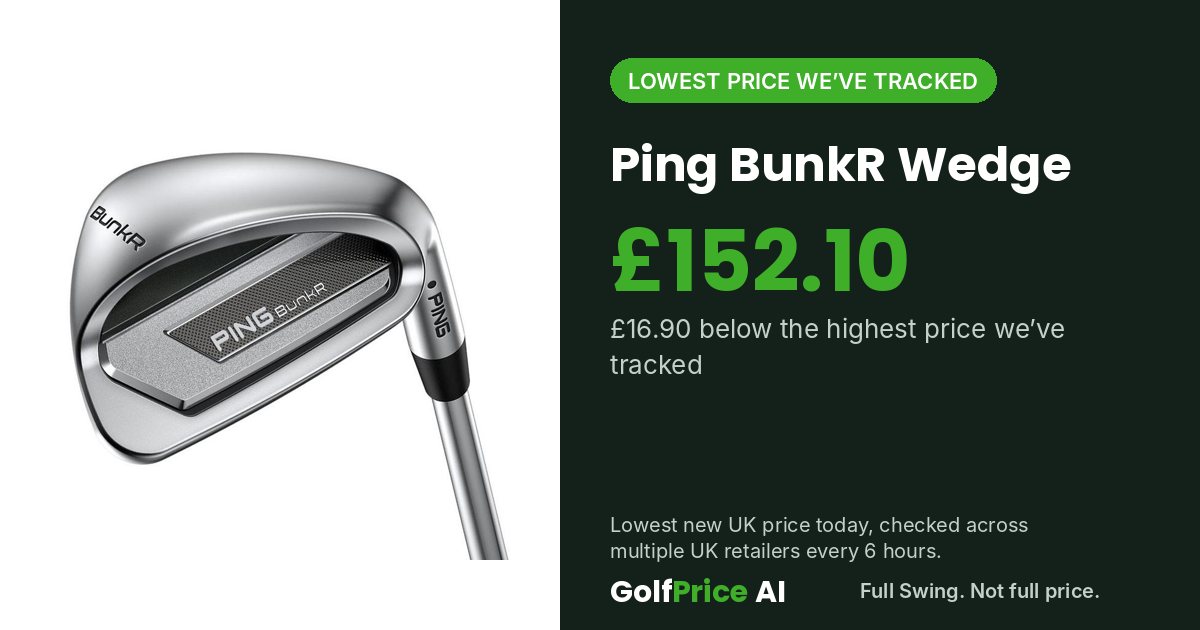 BunkR
PING BunkR
PING
LOWEST PRICE WE’VE TRACKED
Ping BunkR Wedge
£152.10
£16.90 below the highest price we’ve
tracked
Lowest new UK price today, checked across
multiple UK retailers every 6 hours.
GolfPrice AI
Full Swing. Not full price.